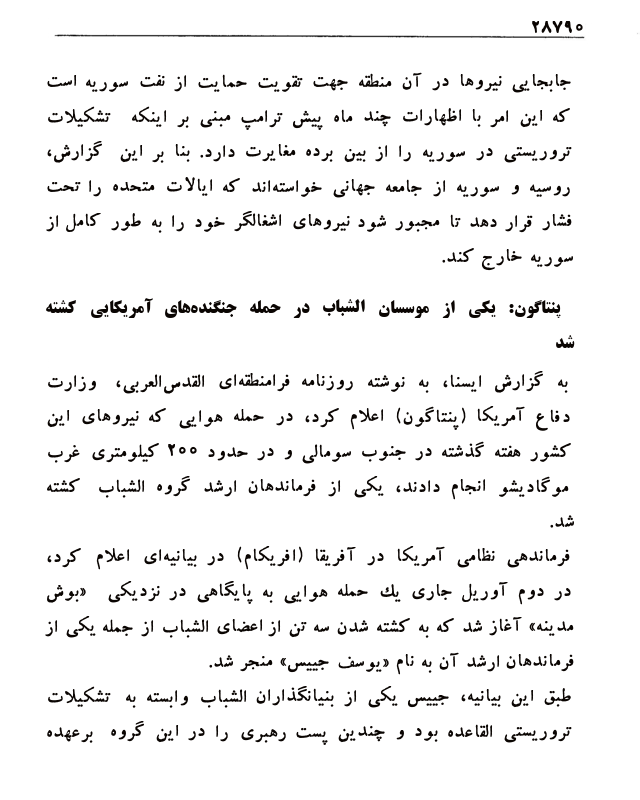 ۲۸۷۹۰
جابجایی نیروها در آن منطقه جهت تقویت حمایت از نفت سوریه است
که این امر با اظهارات چند ماه پیش ترامپ مبنی بر اینکه تشکیلات
تروریستی در سوریه را از بین برده مغایرت دارد. بنا بر این گزارش،
روسیه و سوریه از جامعه جهانی خواسته‌اند که ایالات متحده را تحت
فشار قرار دهد تا مجبور شود نیروهای اشغالگر خود را به طور کامل از
سوریه خارج کند.
پنتاگون: یکی از موسسان الشباب در حمله جنگنده‌های آمریکایی کشته
شد
به گزارش ایسنا، به نوشته روزنامه فرامنطقه‌ای القدس‌العربی، وزارت
دفاع آمریکا (پنتاگون) اعلام کرد، در حمله هوایی که نیروهای این
کشور هفته گذشته در جنوب سومالی و در حدود ۲۰۰ کیلومتری غرب
موگادیشو انجام دادند، یکی از فرماندهان ارشد گروه الشباب کشته
شد.
فرماندهی نظامی آمریکا در آفریقا (افریکام) در بیانیه‌ای اعلام کرد،
در دوم آوریل جاری یك حمله هوایی به پایگاهی در نزدیکی «بوش
مدینه» آغاز شد که به کشته شدن سه تن از اعضای الشباب از جمله یکی از
فرماندهان ارشد آن به نام «یوسف جییس» منجر شد.
طبق این بیانیه، جییس یکی از بنیانگذاران الشباب وابسته به تشکیلات
تروریستی القاعده بود و چندین پست رهبری را در این گروه برعهده